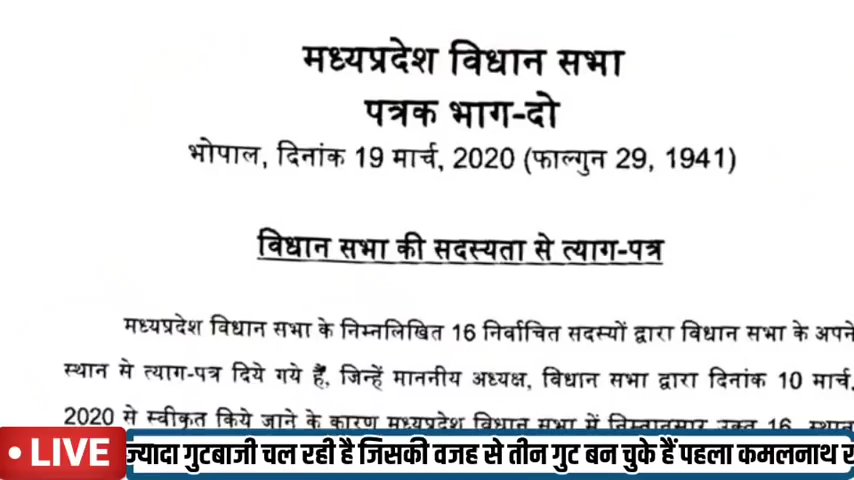 मध्यप्रदेश विधान सभा
पत्रक भाग-दो
भोपाल, दिनांक 19 मार्च, 2020 (फाल्गुन 29, 1941)
विधान सभा की सदस्यता से त्याग-पत्र
मध्यप्रदेश विधान सभा के निम्नलिखित 16 निर्वाचित सदस्यों द्वारा विधान सभा के अपने
स्थान से त्याग-पत्र दिये गये हैं, जिन्हें माननीय अध्यक्ष, विधान सभा द्वारा दिनांक 10 मार्च,
2020 से स्वीकृत किये जाने के कारण मध्यप्रदेश विधान सभा में निम्नानुसार उक्त 16 स्थान
LIVE ज्यादा गुटबाजी चल रही है जिसकी वजह से तीन गुट बन चुके हैं पहला कमलनाथ